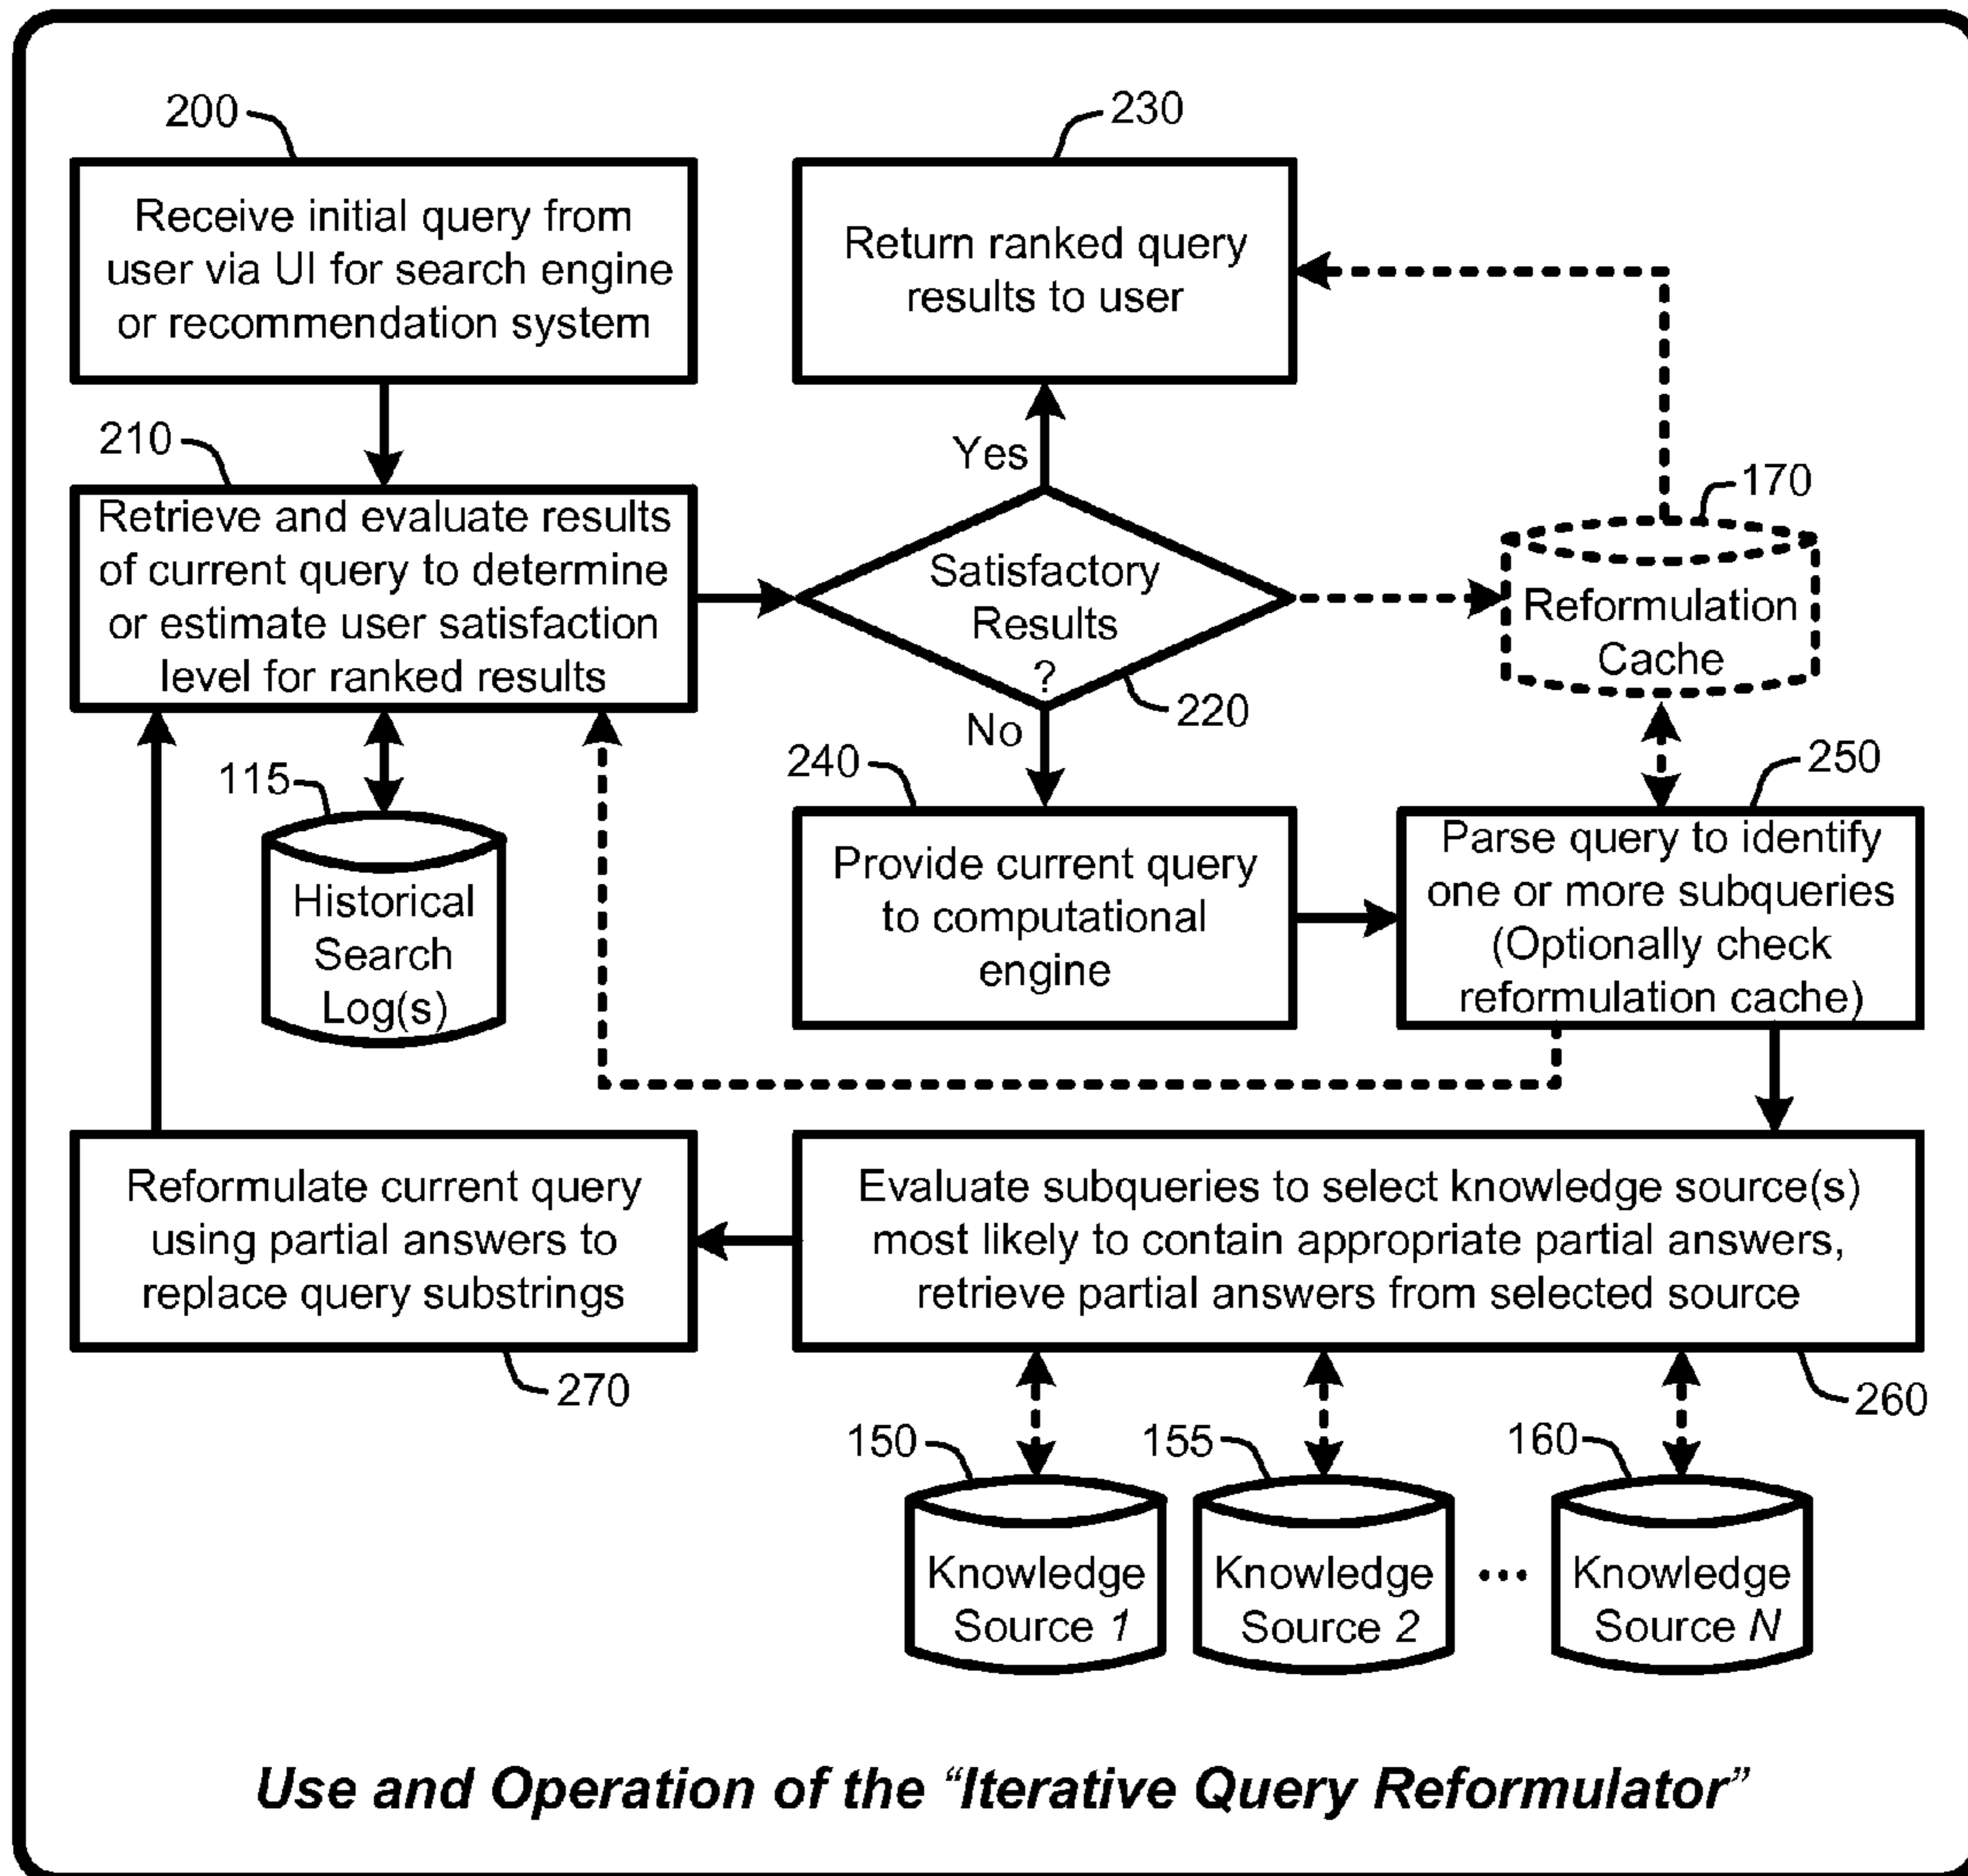 200
Receive initial query from
user via UI for search engine
or recommendation system
230
Return ranked query
results to user
210
Retrieve and evaluate results
of current query to determine
or estimate user satisfaction
level for ranked results
Yes
Satisfactory
Results
?
220
No
170
Reformulation
Cache
115
Historical
Search
Log(s)
240
Provide current query
to computational
engine
250
Parse query to identify
one or more subqueries
(Optionally check
reformulation cache)
Reformulate current query
using partial answers to
replace query substrings
270
Evaluate subqueries to select knowledge source(s)
most likely to contain appropriate partial answers,
retrieve partial answers from selected source
260
150
Knowledge
Source 1
155
Knowledge
Source 2
...
160
Knowledge
Source N
Use and Operation of the “Iterative Query Reformulator”